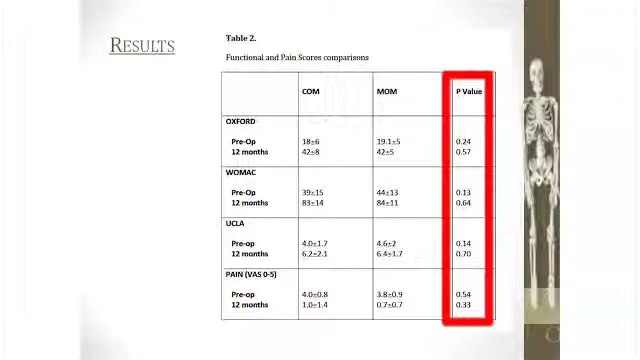 RESULTS
Table 2.
Functional and Pain Scores comparisons
COM MOM P Value
OXFORD
Pre-Op 18±6 19.1±5 0.24
12 months 42±8 42±5 0.57
WOMAC
Pre-Op 39±15 44±13 0.13
12 months 83±14 84±11 0.64
UCLA
Pre-op 4.0±1.7 4.6±2 0.14
12 months 6.2±2.1 6.4±1.7 0.70
PAIN (VAS 0-5)
Pre-op 4.0±0.8 3.8±0.9 0.54
12 months 1.0±1.4 0.7±0.7 0.33